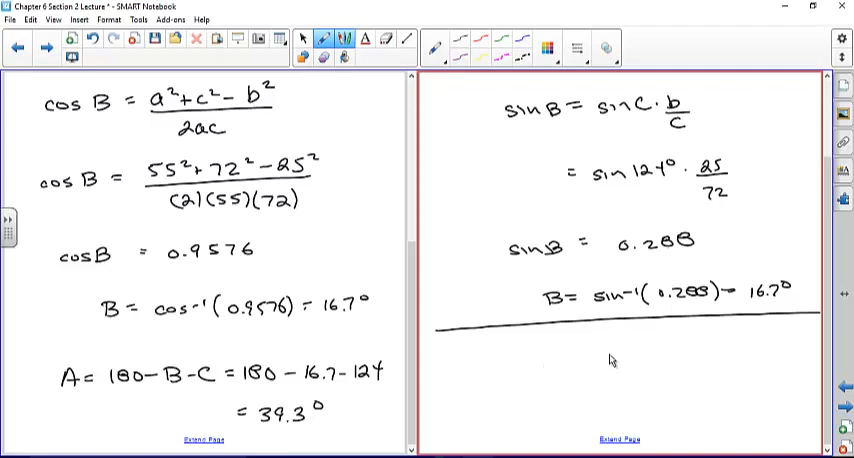 Chapter 6 Section 2 Lecture * - SMART Notebook
File Edit View Insert Format Tools Add-ons Help
cos B = a²+c²-b² / 2ac
cos B = 55²+72²-25² / (2)(55)(72)
cosB = 0.9576
B = cos⁻¹(0.9576) = 16.7°
A = 180-B-C = 180 - 16.7 - 124
= 39.3°
Extend Page
sin B = sin C · b/c
= sin 124° · 25/72
sin B = 0.288
B = sin⁻¹(0.288) = 16.7°
Extend Page